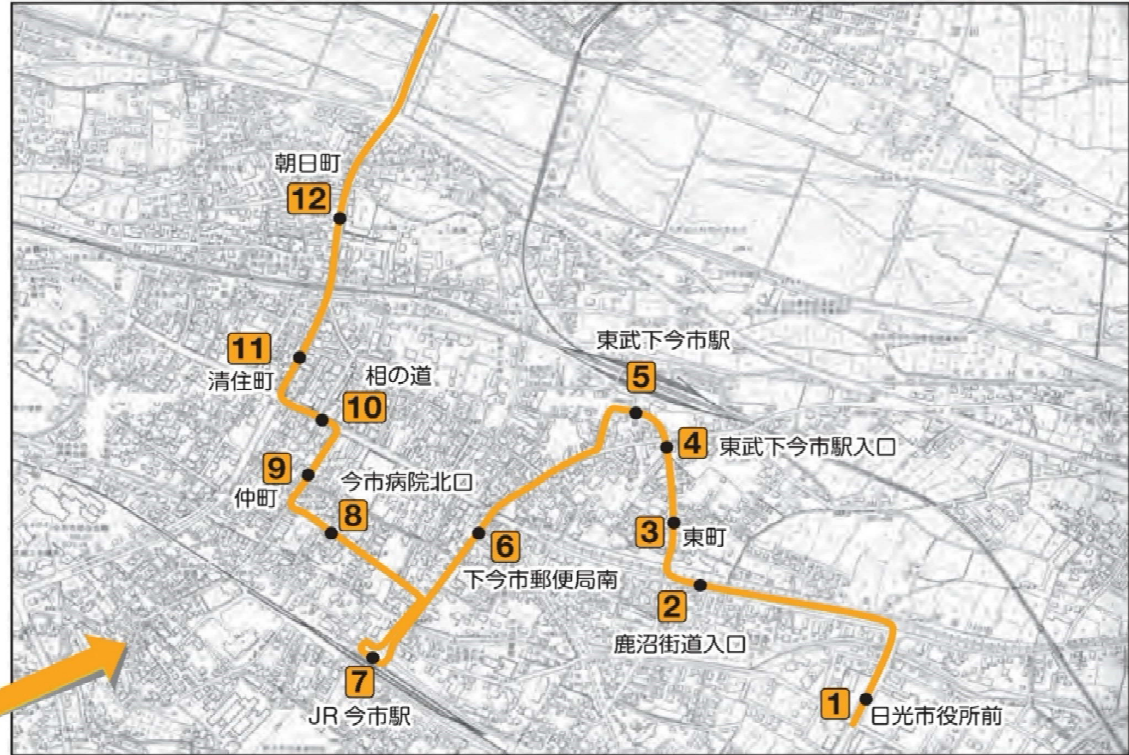 朝日町
12
東武下今市駅
5
11
清住町
相の道
10
4
東武下今市駅入口
9
仲町
今市病院北口
8
3
東町
6
下今市郵便局南
2
鹿沼街道入口
7
JR 今市駅
1
日光市役所前